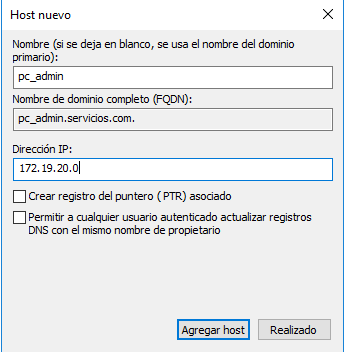 Host nuevo
Nombre (si se deja en blanco, se usa el nombre del dominio
primario):
pc_admin
Nombre de dominio completo (FQDN):
pc_admin.servicios.com.
Dirección IP:
172.19.20.0
Crear registro del puntero (PTR) asociado
Permitir a cualquier usuario autenticado actualizar registros
DNS con el mismo nombre de propietario
Agregar host
Realizado